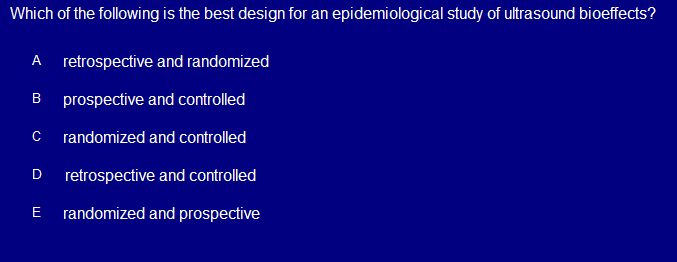 Which of the following is the best design for an epidemiological study of ultrasound bioeffects?
A retrospective and randomized
B prospective and controlled
C randomized and controlled
D retrospective and controlled
E randomized and prospective